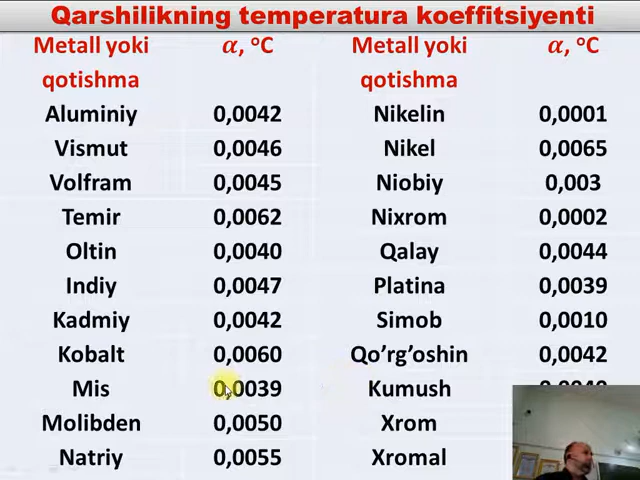 Qarshilikning temperatura koeffitsiyenti
Metall yoki qotishma α, ºC Metall yoki qotishma α, ºC
Aluminiy 0,0042 Nikelin 0,0001
Vismut 0,0046 Nikel 0,0065
Volfram 0,0045 Niobiy 0,003
Temir 0,0062 Nixrom 0,0002
Oltin 0,0040 Qalay 0,0044
Indiy 0,0047 Platina 0,0039
Kadmiy 0,0042 Simob 0,0010
Kobalt 0,0060 Qo'rg'oshin 0,0042
Mis 0,0039 Kumush
Molibden 0,0050 Xrom
Natriy 0,0055 Xromal